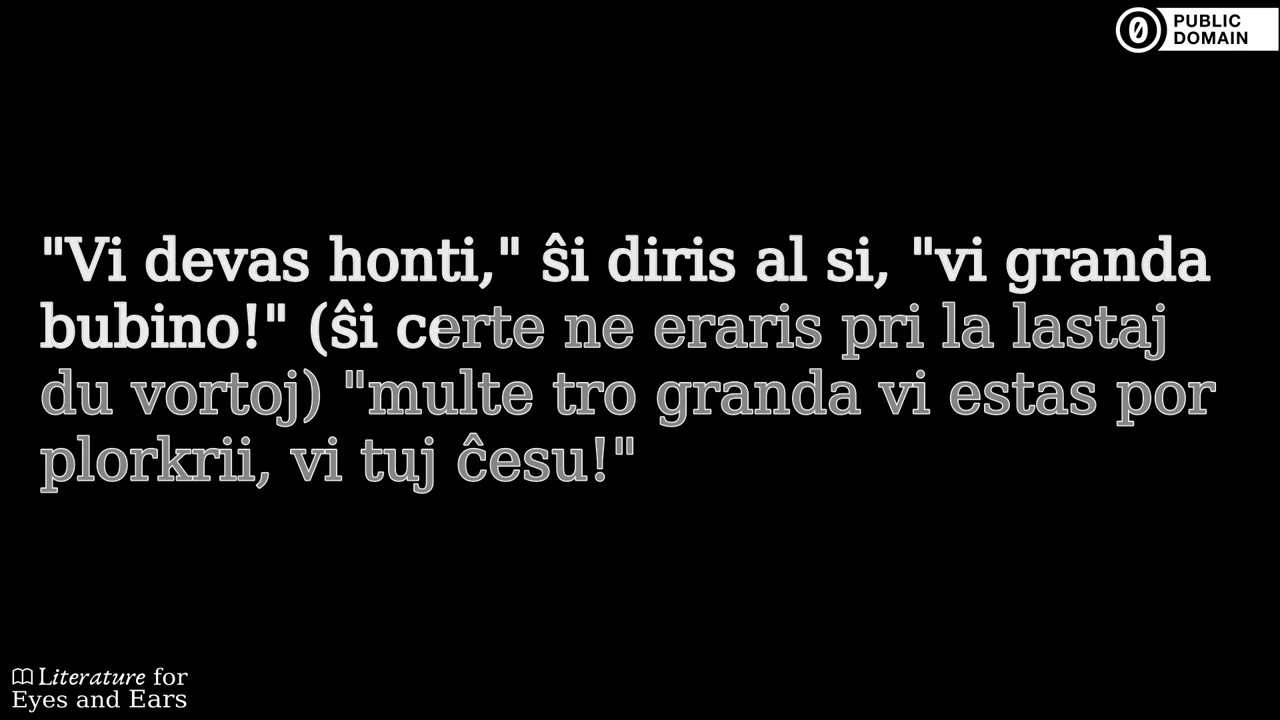 PUBLIC
DOMAIN
"Vi devas honti," ŝi diris al si, "vi granda
bubino!" (ŝi certe ne eraris pri la lastaj
du vortoj) "multe tro granda vi estas por
plorkrii, vi tuj ĉesu!"
Literature for
Eyes and Ears